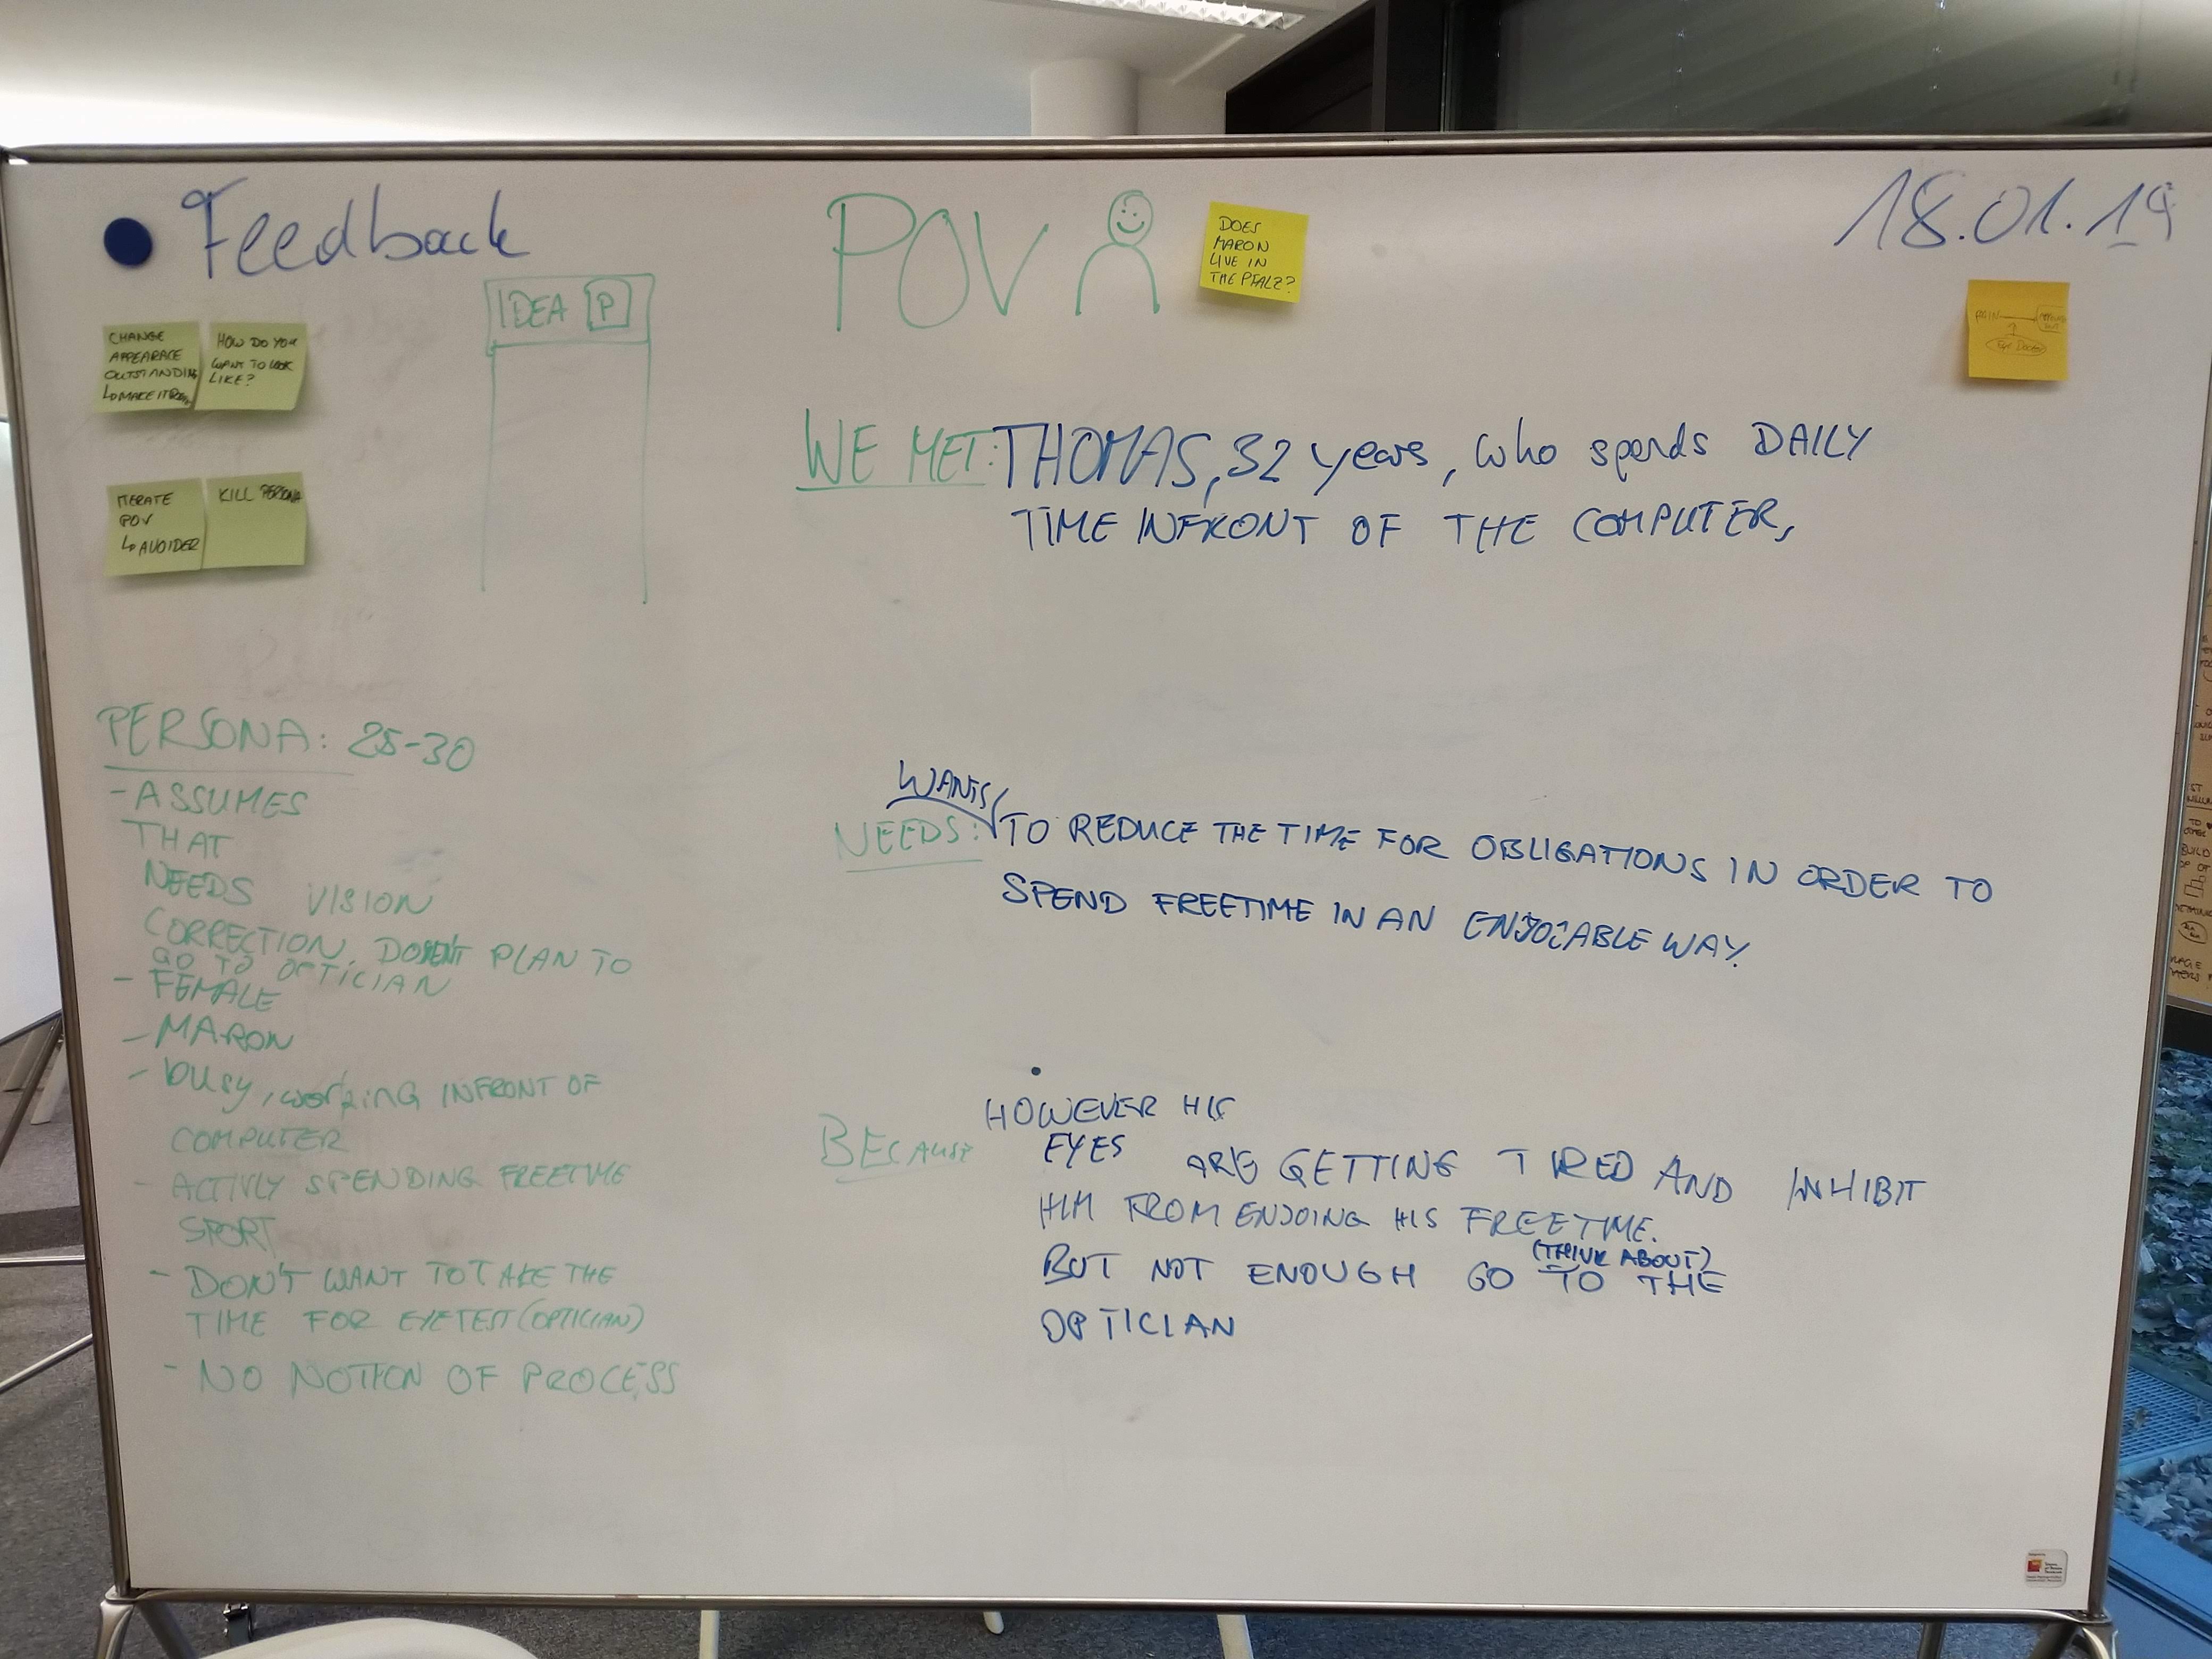 Feedback
CHANGE
APPEARACE
OUTSTANDING
↳ MAKE IT
HOW DO YOU
WANT TO LOOK
LIKE?
ITERATE
POV
↳ AVOIDER
KILL PERSONA
IDEA P
POV
DOES
MARON
LIVE IN
THE PFALZ?
18.01.19
PAIN
WE MET: THOMAS, 32 years, who spends DAILY
TIME INFRONT OF THE COMPUTER,
WANTS
NEEDS: TO REDUCE THE TIME FOR OBLIGATIONS IN ORDER TO
SPEND FREETIME IN AN ENJOIABLE WAY.
HOWEVER HIS
BECAUSE EYES ARE GETTING TIRED AND INHIBIT
HIM FROM ENJOING HIS FREETIME.
(THINK ABOUT)
BUT NOT ENOUGH GO TO THE
OPTICIAN
PERSONA: 25-30
- ASSUMES
THAT
NEEDS VISION
CORRECTION, DOESN'T PLAN TO
GO TO OPTICIAN
- FEMALE
- MARON
- busy, working INFRONT OF
COMPUTER
- ACTIVLY SPENDING FREETIME
SPORT
- DON'T WANT TO TAKE THE
TIME FOR EYETEST (OPTICIAN)
- NO NOTION OF PROCESS